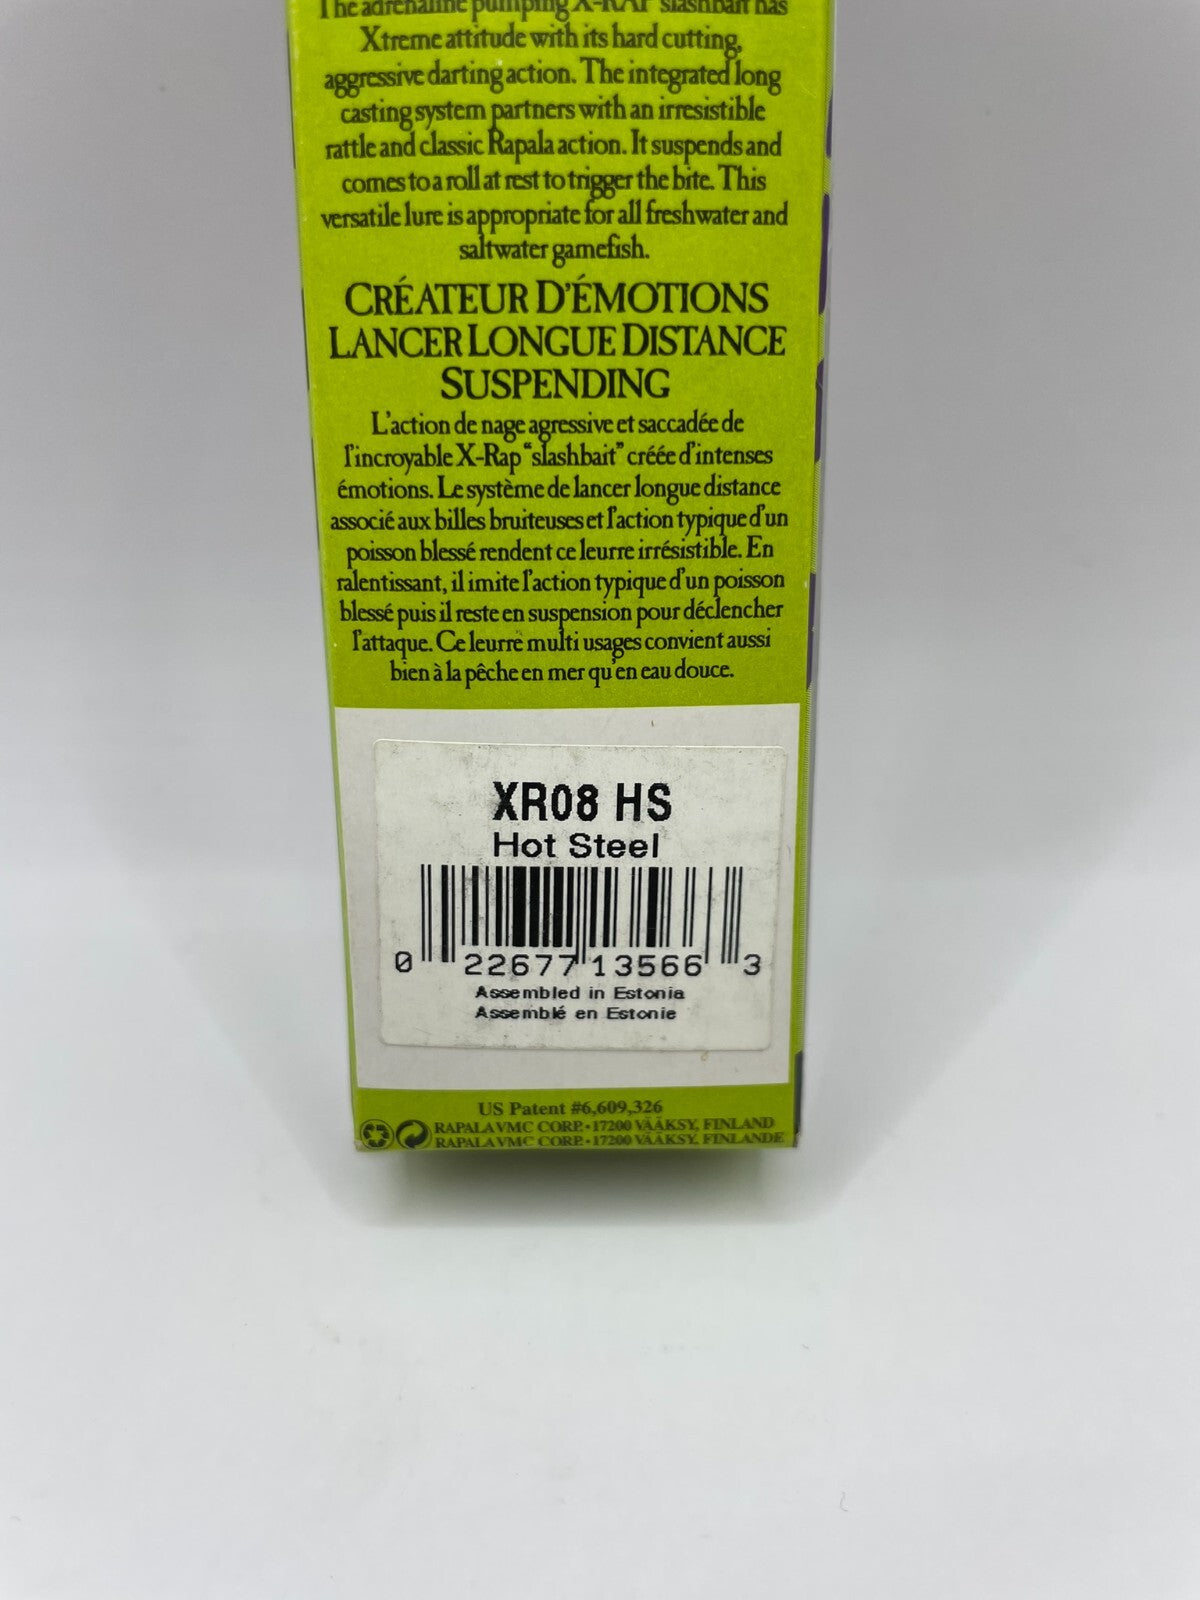 The adrenaline pumping X-RAP slashbait has
Xtreme attitude with its hard cutting,
aggressive darting action. The integrated long
casting system partners with an irresistible
rattle and classic Rapala action. It suspends and
comes to a roll at rest to trigger the bite. This
versatile lure is appropriate for all freshwater and
saltwater gamefish.
CRÉATEUR D'ÉMOTIONS
LANCER LONGUE DISTANCE
SUSPENDING
L'action de nage agressive et saccadée de
l'incroyable X-Rap "slashbait" créée d'intenses
émotions. Le système de lancer longue distance
associé aux billes bruiteuses et l'action typique d'un
poisson blessé rendent ce leurre irrésistible. En
ralentissant, il imite l'action typique d'un poisson
blessé puis il reste en suspension pour déclencher
l'attaque. Ce leurre multi usages convient aussi
bien à la pêche en mer qu'en eau douce.
XR08 HS
Hot Steel
0 22677 13566 3
Assembled in Estonia
Assemblé en Estonie
US Patent #6,609,326
RAPALA VMC CORP. • 17200 VÄÄKSY, FINLAND
RAPALA VMC CORP. • 17200 VÄÄKSY, FINLANDE